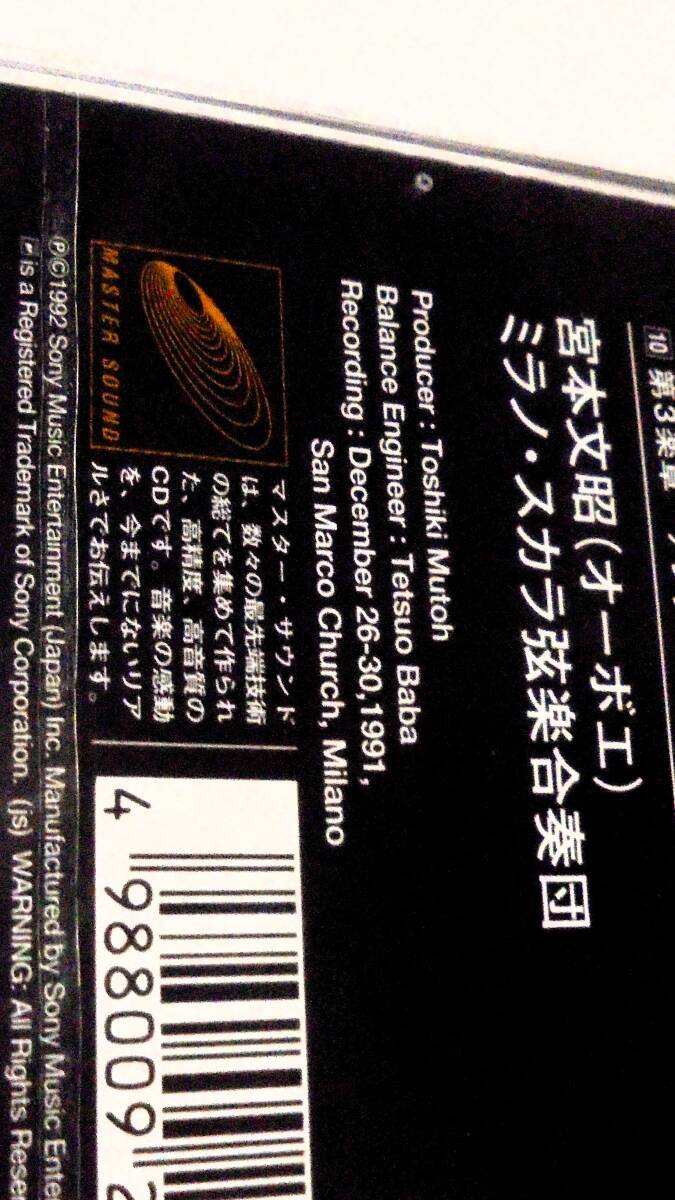 10 第3楽章
宮本文昭(オーボエ)
ミラノ・スカラ弦楽合奏団
Producer : Toshiki Mutoh
Balance Engineer : Tetsuo Baba
Recording : December 26-30,1991,
San Marco Church, Milano
MASTER SOUND
マスター・サウンド
は、数々の最先端技術
の総てを集めて作られ
た、高精度、高音質の
CDです。音楽の感動
を、今までにないリア
ルさでお伝えします。
4 988009 2
ⓅⒸ1992 Sony Music Entertainment (Japan) Inc. Manufactured by Sony Music Ente
is a Registered Trademark of Sony Corporation. (js) WARNING: All Rights Reser